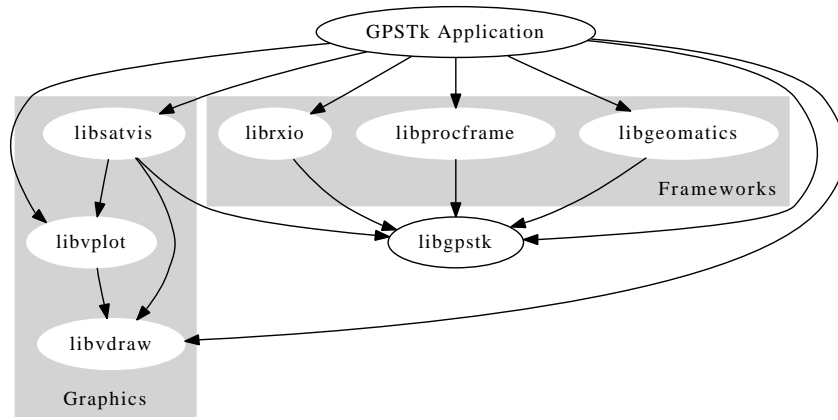 GPSTk Application
libsatvis
librxio
libprocframe
libgeomatics
Frameworks
libvplot
libgpstk
libvdraw
Graphics